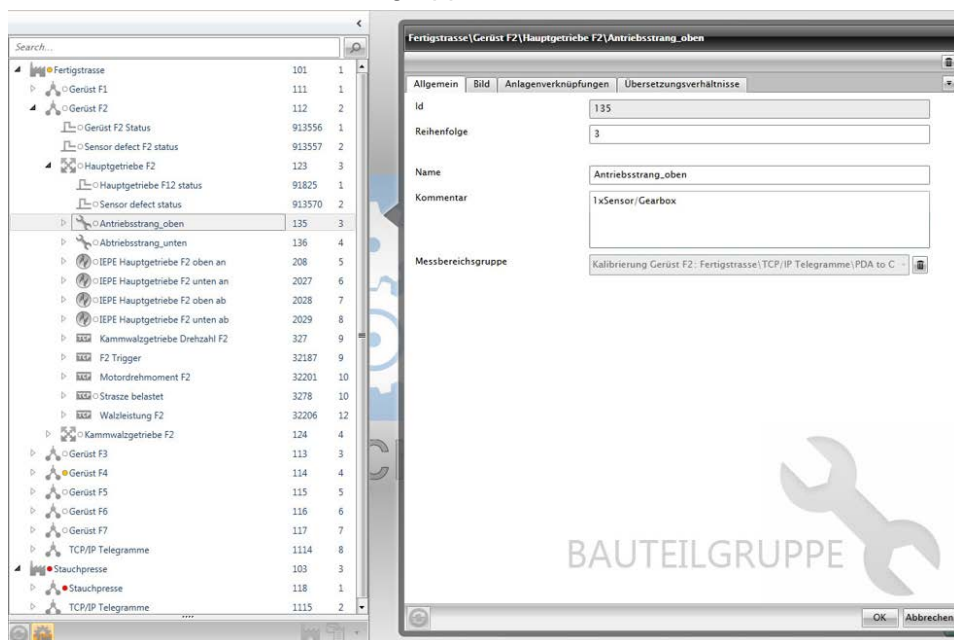 Search...
Fertigstrasse 101 1
Gerüst F1 111 1
Gerüst F2 112 2
Gerüst F2 Status 913556 1
Sensor defect F2 status 913557 2
Hauptgetriebe F2 123 3
Hauptgetriebe F12 status 91825 1
Sensor defect status 913570 2
Antriebsstrang_oben 135 3
Abtriebsstrang_unten 136 4
IEPE Hauptgetriebe F2 oben an 208 5
IEPE Hauptgetriebe F2 unten an 2027 6
IEPE Hauptgetriebe F2 oben ab 2028 7
IEPE Hauptgetriebe F2 unten ab 2029 8
TCP Kammwalzgetriebe Drehzahl F2 327 9
TCP F2 Trigger 32187 9
TCP Motordrehmoment F2 32201 10
TCP Strasze belastet 3278 10
TCP Walzleistung F2 32206 12
Kammwalzgetriebe F2 124 4
Gerüst F3 113 3
Gerüst F4 114 4
Gerüst F5 115 5
Gerüst F6 116 6
Gerüst F7 117 7
TCP/IP Telegramme 1114 8
Stauchpresse 103 3
Stauchpresse 118 1
TCP/IP Telegramme 1115 2
Fertigstrasse\Gerüst F2\Hauptgetriebe F2\Antriebsstrang_oben
Allgemein Bild Anlagenverknüpfungen Übersetzungsverhältnisse
Id 135
Reihenfolge 3
Name Antriebsstrang_oben
Kommentar 1xSensor/Gearbox
Messbereichsgruppe Kalibrierung Gerüst F2: Fertigstrasse\TCP/IP Telegramme\PDA to C
BAUTEILGRUPPE
OK Abbrechen